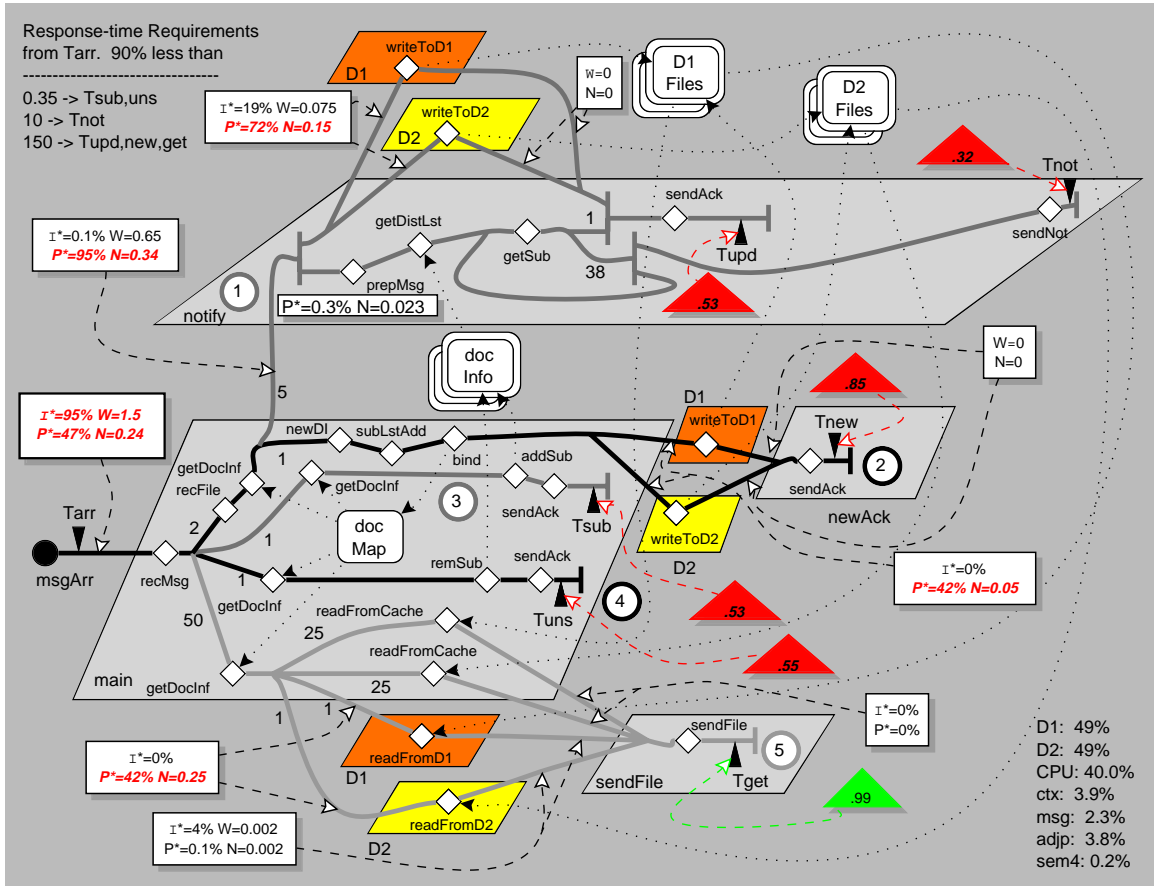 Response-time Requirements
from Tarr.  90% less than
---------------------------------
0.35 -> Tsub,uns
10 -> Tnot
150 -> Tupd,new,get
writeToD1
D1
I*=19% W=0.075
P*=72% N=0.15
writeToD2
D2
W=0
N=0
D1
Files
D2
Files
.32
Tnot
sendNot
I*=0.1% W=0.65
P*=95% N=0.34
getDistLst
getSub
1
38
sendAck
Tupd
.53
1
notify
prepMsg
P*=0.3% N=0.023
doc
Info
W=0
N=0
.85
I*=95% W=1.5
P*=47% N=0.24
5
newDI
subLstAdd
bind
D1
writeToD1
Tnew
2
sendAck
newAck
getDocInf
recFile
1
getDocInf
addSub
3
sendAck
Tsub
writeToD2
D2
Tarr
msgArr
recMsg
2
1
doc
Map
1
getDocInf
remSub
sendAck
Tuns
4
I*=0%
P*=42% N=0.05
.53
.55
50
readFromCache
25
readFromCache
25
main
getDocInf
1
1
I*=0%
P*=42% N=0.25
readFromD1
D1
readFromD2
D2
I*=4% W=0.002
P*=0.1% N=0.002
sendFile
5
sendFile
Tget
I*=0%
P*=0%
.99
D1:  49%
D2:  49%
CPU: 40.0%
ctx:  3.9%
msg:  2.3%
adjp:  3.8%
sem4: 0.2%